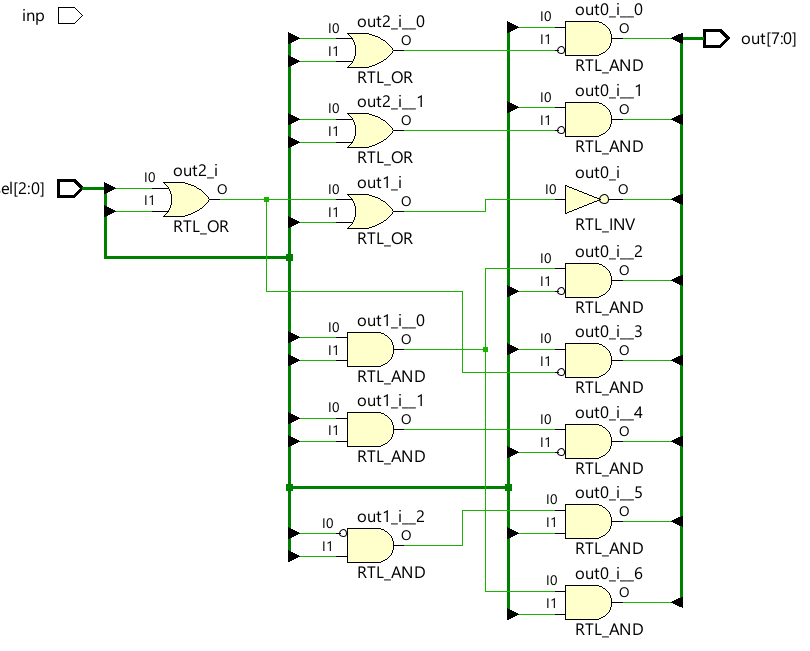 inp
el[2:0]
I0
I1
out2_i
O
RTL_OR
I0
I1
out2_i__0
O
RTL_OR
I0
I1
out2_i__1
O
RTL_OR
I0
I1
out1_i
O
RTL_OR
I0
I1
out1_i__0
O
RTL_AND
I0
I1
out1_i__1
O
RTL_AND
I0
I1
out1_i__2
O
RTL_AND
I0
I1
out0_i__0
O
RTL_AND
I0
I1
out0_i__1
O
RTL_AND
I0
out0_i
O
RTL_INV
I0
I1
out0_i__2
O
RTL_AND
I0
I1
out0_i__3
O
RTL_AND
I0
I1
out0_i__4
O
RTL_AND
I0
I1
out0_i__5
O
RTL_AND
I0
I1
out0_i__6
O
RTL_AND
out[7:0]